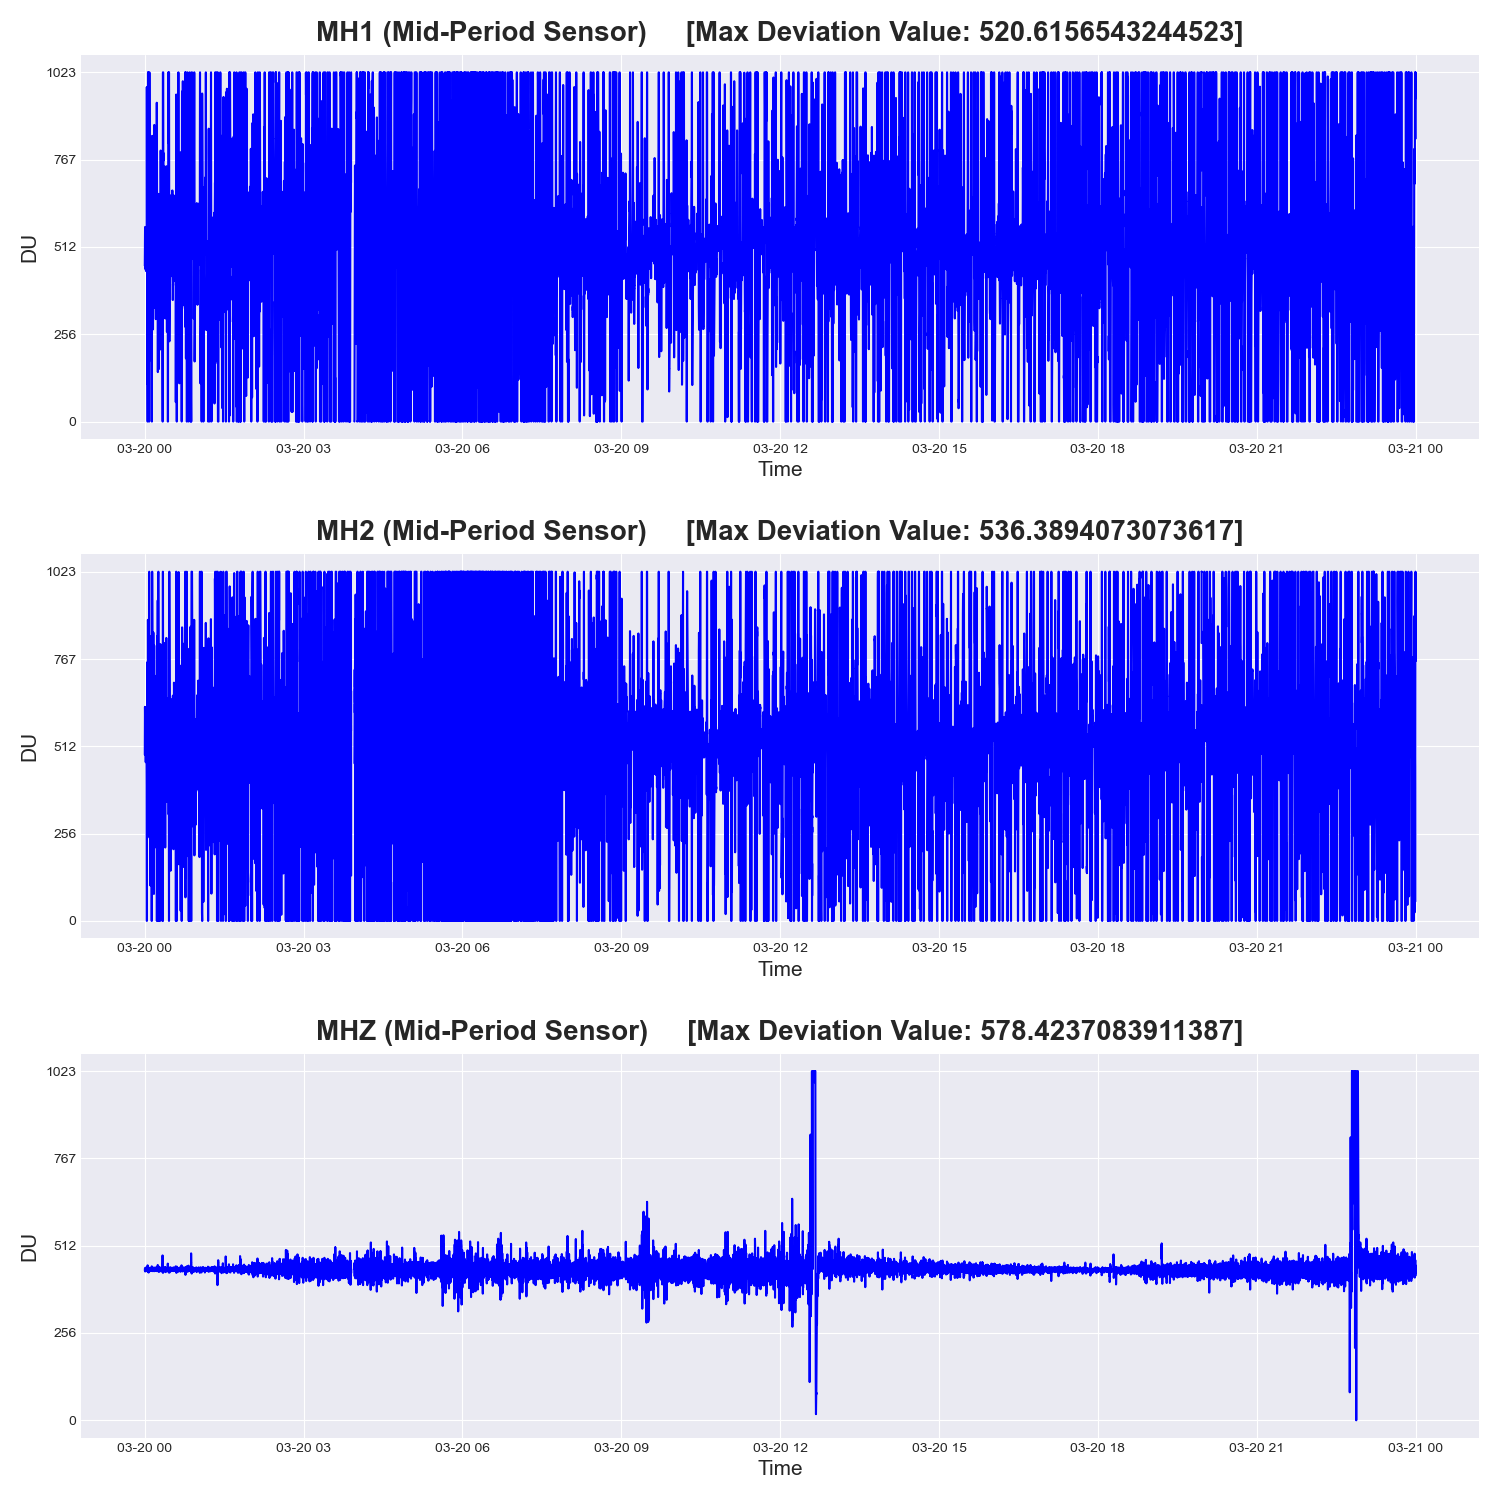 MH1 (Mid-Period Sensor) [Max Deviation Value: 520.6156543244523]
1023
767
512
256
0
DU
03-20 00 03-20 03 03-20 06 03-20 09 03-20 12 03-20 15 03-20 18 03-20 21 03-21 00
Time
MH2 (Mid-Period Sensor) [Max Deviation Value: 536.3894073073617]
1023
767
512
256
0
DU
03-20 00 03-20 03 03-20 06 03-20 09 03-20 12 03-20 15 03-20 18 03-20 21 03-21 00
Time
MHZ (Mid-Period Sensor) [Max Deviation Value: 578.4237083911387]
1023
767
512
256
0
DU
03-20 00 03-20 03 03-20 06 03-20 09 03-20 12 03-20 15 03-20 18 03-20 21 03-21 00
Time